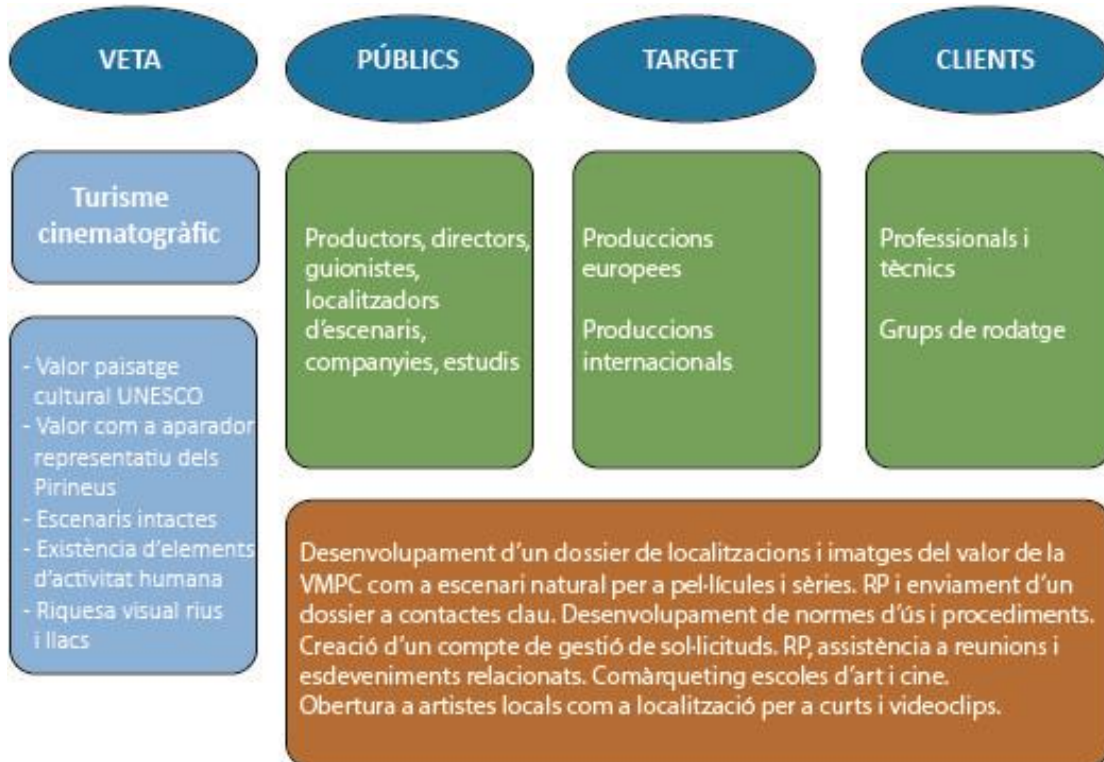 VETA
PÚBLICS
TARGET
CLIENTS
Turisme
cinematogràfic
- Valor paisatge
cultural UNESCO
- Valor com a aparador
representatiu dels
Pirineus
- Escenaris intactes
- Existència d'elements
d'activitat humana
- Riquesa visual rius
i llacs
Productors, directors,
guionistes,
localitzadors
d'escenaris,
companyies, estudis
Produccions
europees
Produccions
internacionals
Professionals i
tècnics
Grups de rodatge
Desenvolupament d'un dossier de localitzacions i imatges del valor de la
VMPC com a escenari natural per a pel·lícules i sèries. RP i enviament d'un
dossier a contactes clau. Desenvolupament de normes d'ús i procediments.
Creació d'un compte de gestió de sol·licituds. RP, assistència a reunions i
esdeveniments relacionats. Comàrqueting escoles d'art i cine.
Obertura a artistes locals com a localització per a curts i videoclips.